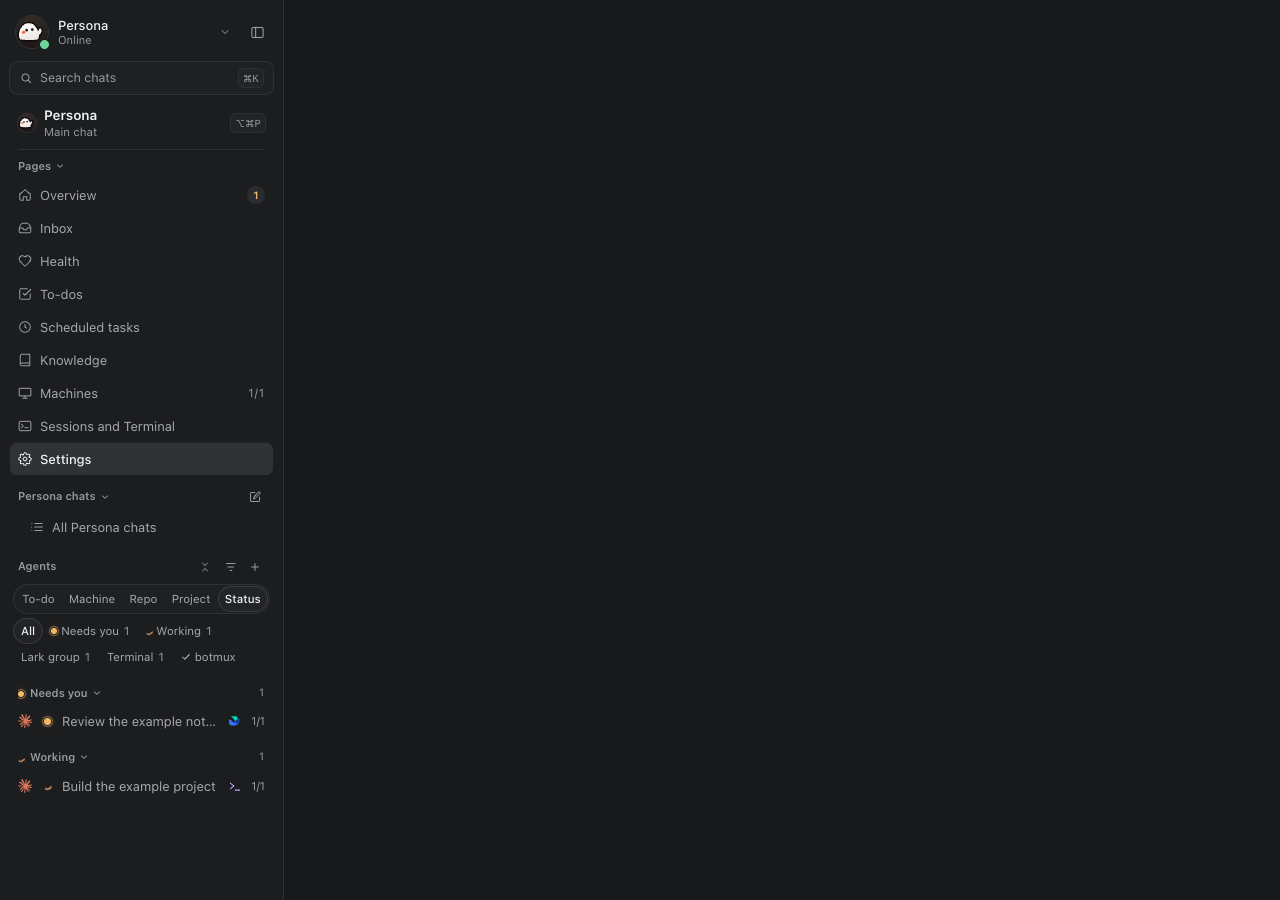 Persona
Online
Search chats ⌘K
Persona
Main chat
⌥⌘P
Pages
Overview 1
Inbox
Health
To-dos
Scheduled tasks
Knowledge
Machines 1/1
Sessions and Terminal
Settings
Persona chats
All Persona chats
Agents
To-do Machine Repo Project Status
All Needs you 1 Working 1
Lark group 1 Terminal 1 botmux
Needs you 1
Review the example not... 1/1
Working 1
Build the example project 1/1